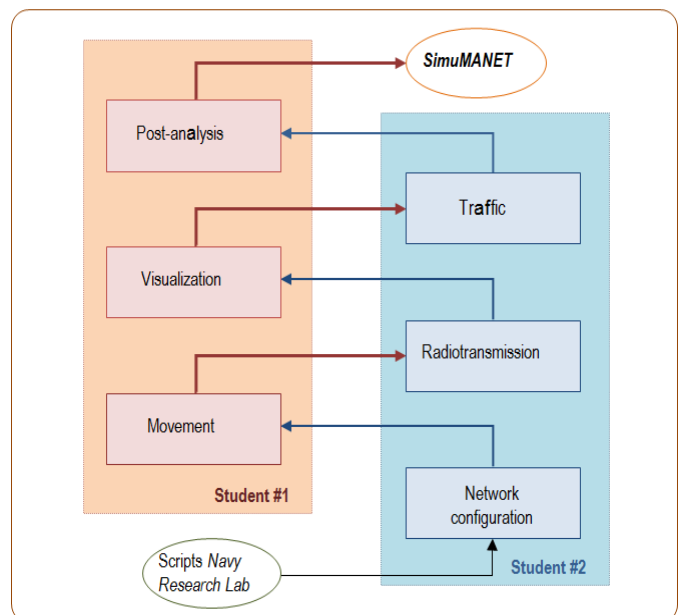 SimuMANET
Post-analysis
Traffic
Visualization
Radiotransmission
Movement
Student #1
Network
configuration
Scripts Navy
Research Lab
Student #2